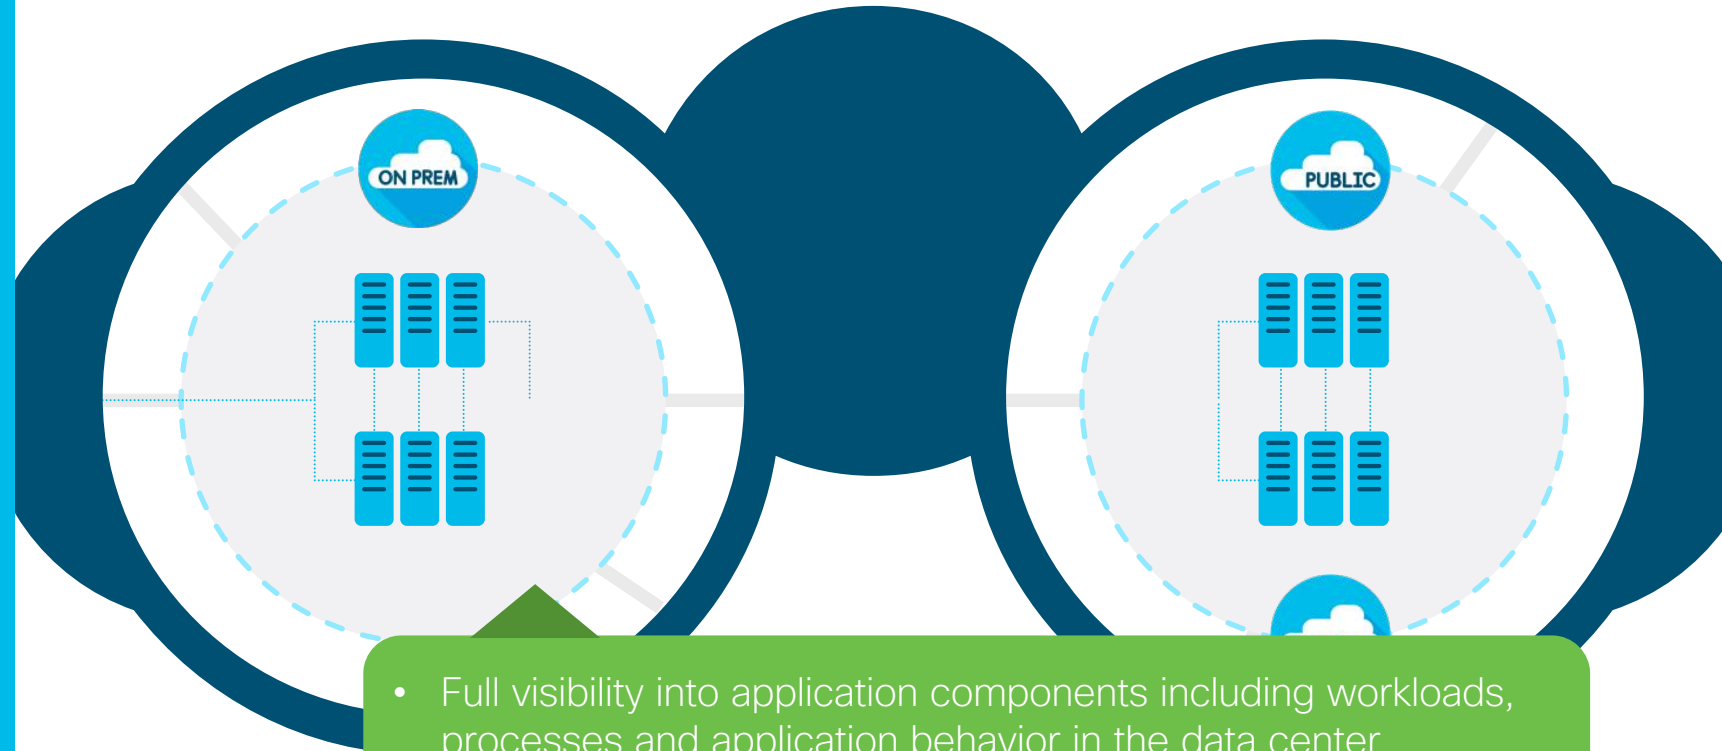 ON PREM
PUBLIC
• Full visibility into application components including workloads,
processes and application behavior in the data center